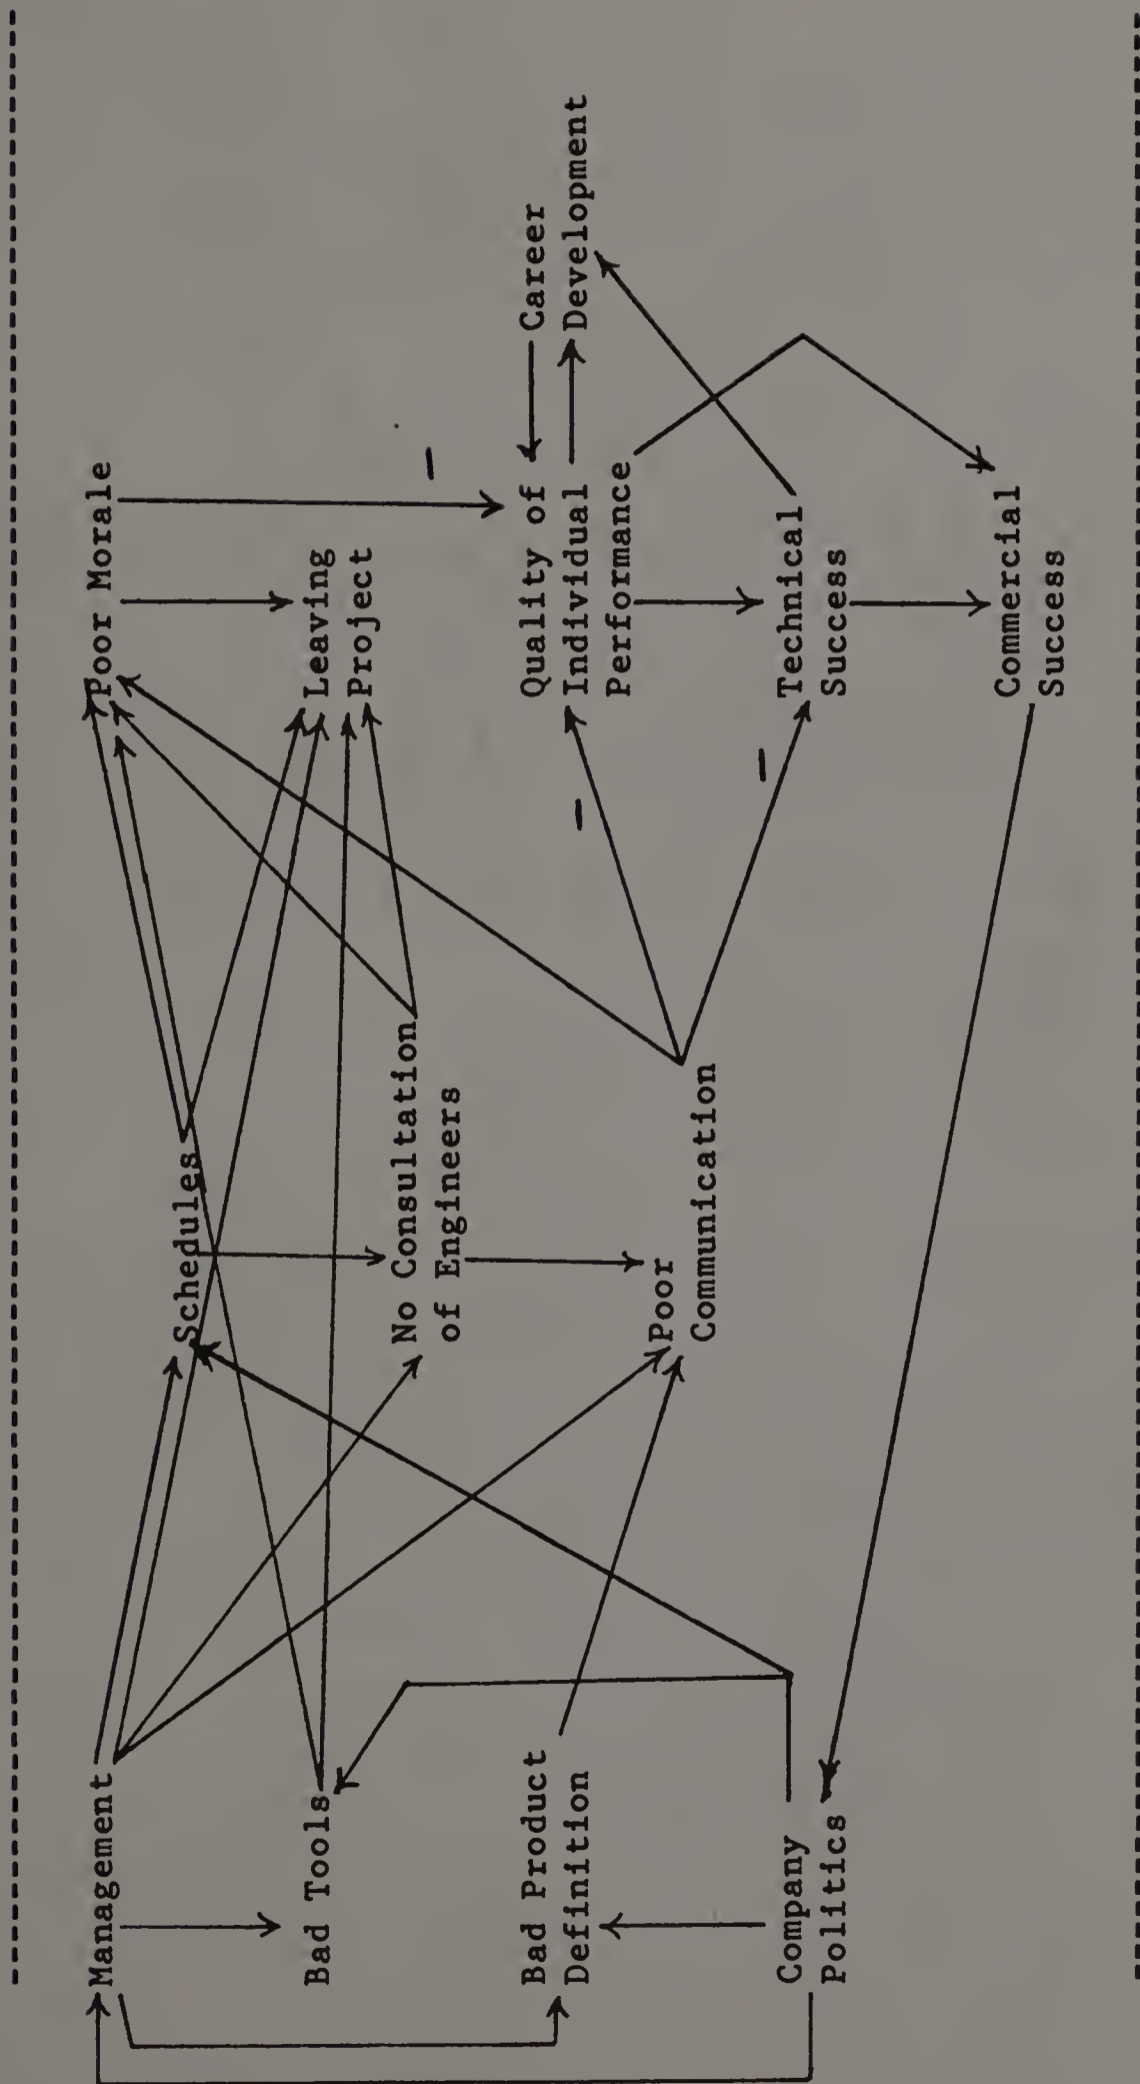 Management
Bad Tools
Bad Product
Definition
Company
Politics
Schedules
No Consultation
of Engineers
Poor
Communication
Poor Morale
Leaving
Project
Quality of
Individual
Performance
Technical
Success
Commercial
Success
Career
Development